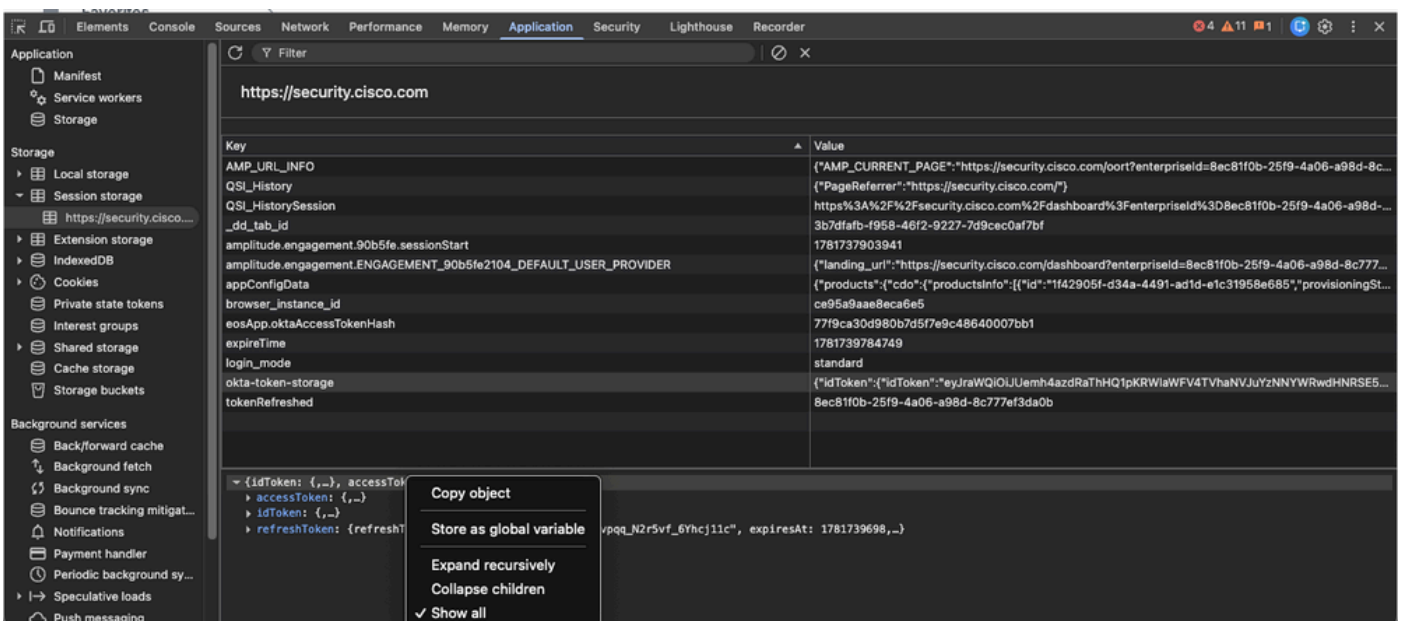 Favorites
Elements Console Sources Network Performance Memory Application Security Lighthouse Recorder 4 11 1
Application
Manifest
Service workers
Storage
Storage
Local storage
Session storage
https://security.cisco....
Extension storage
IndexedDB
Cookies
Private state tokens
Interest groups
Shared storage
Cache storage
Storage buckets
Background services
Back/forward cache
Background fetch
Background sync
Bounce tracking mitigat...
Notifications
Payment handler
Periodic background sy...
Speculative loads
Push messaging
Filter
https://security.cisco.com
Key Value
AMP_URL_INFO {"AMP_CURRENT_PAGE":"https://security.cisco.com/oort?enterpriseId=8ec81f0b-25f9-4a06-a98d-8c...
QSI_History {"PageReferrer":"https://security.cisco.com/"}
QSI_HistorySession https%3A%2F%2Fsecurity.cisco.com%2Fdashboard%3FenterpriseId%3D8ec81f0b-25f9-4a06-a98d-...
_dd_tab_id 3b7dfafb-f958-46f2-9227-7d9cec0af7bf
amplitude.engagement.90b5fe.sessionStart 1781737903941
amplitude.engagement.ENGAGEMENT_90b5fe2104_DEFAULT_USER_PROVIDER {"landing_url":"https://security.cisco.com/dashboard?enterpriseId=8ec81f0b-25f9-4a06-a98d-8c777...
appConfigData {"products":{"cdo":{"productsInfo":[{"id":"1f42905f-d34a-4491-ad1d-e1c31958e685","provisioningSt...
browser_instance_id ce95a9aae8eca6e5
eosApp.oktaAccessTokenHash 77f9ca30d980b7d5f7e9c48640007bb1
expireTime 1781739784749
login_mode standard
okta-token-storage {"idToken":{"idToken":"eyJraWQiOiJUemh4azdRaThHQ1pKRWlaWFV4TVhaNVJuYzNNYWRwdHNRSE5...
tokenRefreshed 8ec81f0b-25f9-4a06-a98d-8c777ef3da0b
{idToken: {,…}, accessTok
accessToken: {,…}
idToken: {,…}
refreshToken: {refreshT vpqq_N2r5vf_6Yhcj11c", expiresAt: 1781739698,…}
Copy object
Store as global variable
Expand recursively
Collapse children
✓ Show all